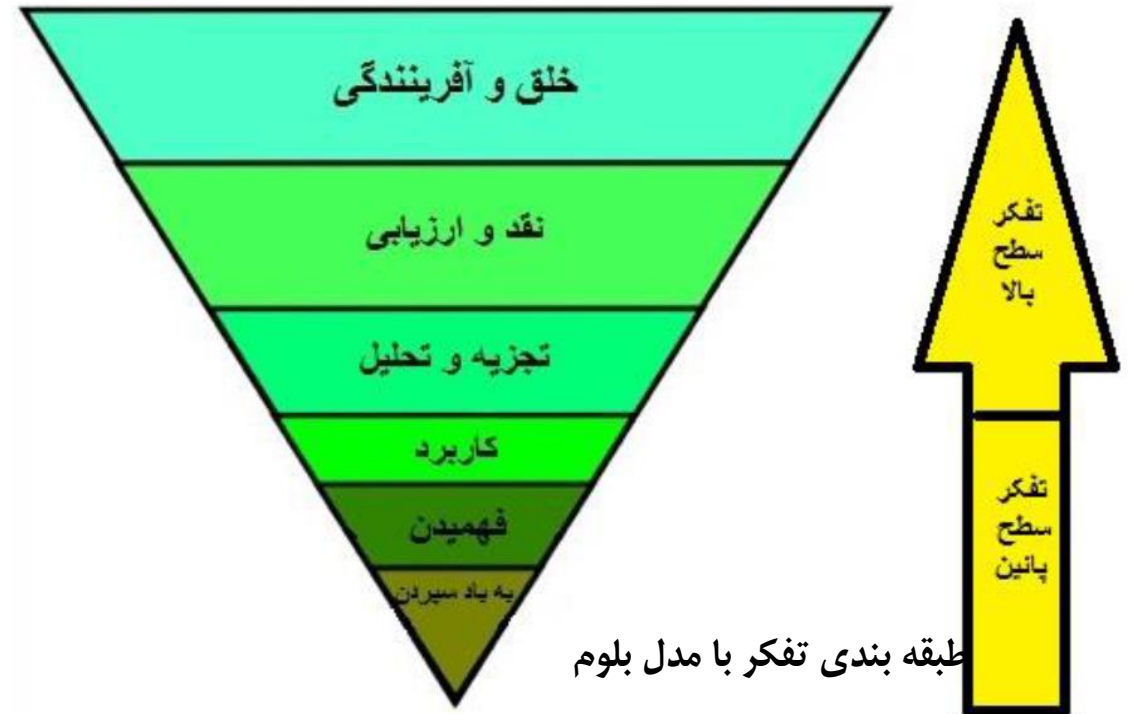 خلق و آفرینندگی
نقد و ارزیابی
تجزیه و تحلیل
کاربرد
فهمیدن
به یاد سپردن
تفکر
سطح
بالا
تفکر
سطح
پائین
طبقه بندی تفکر با مدل بلوم